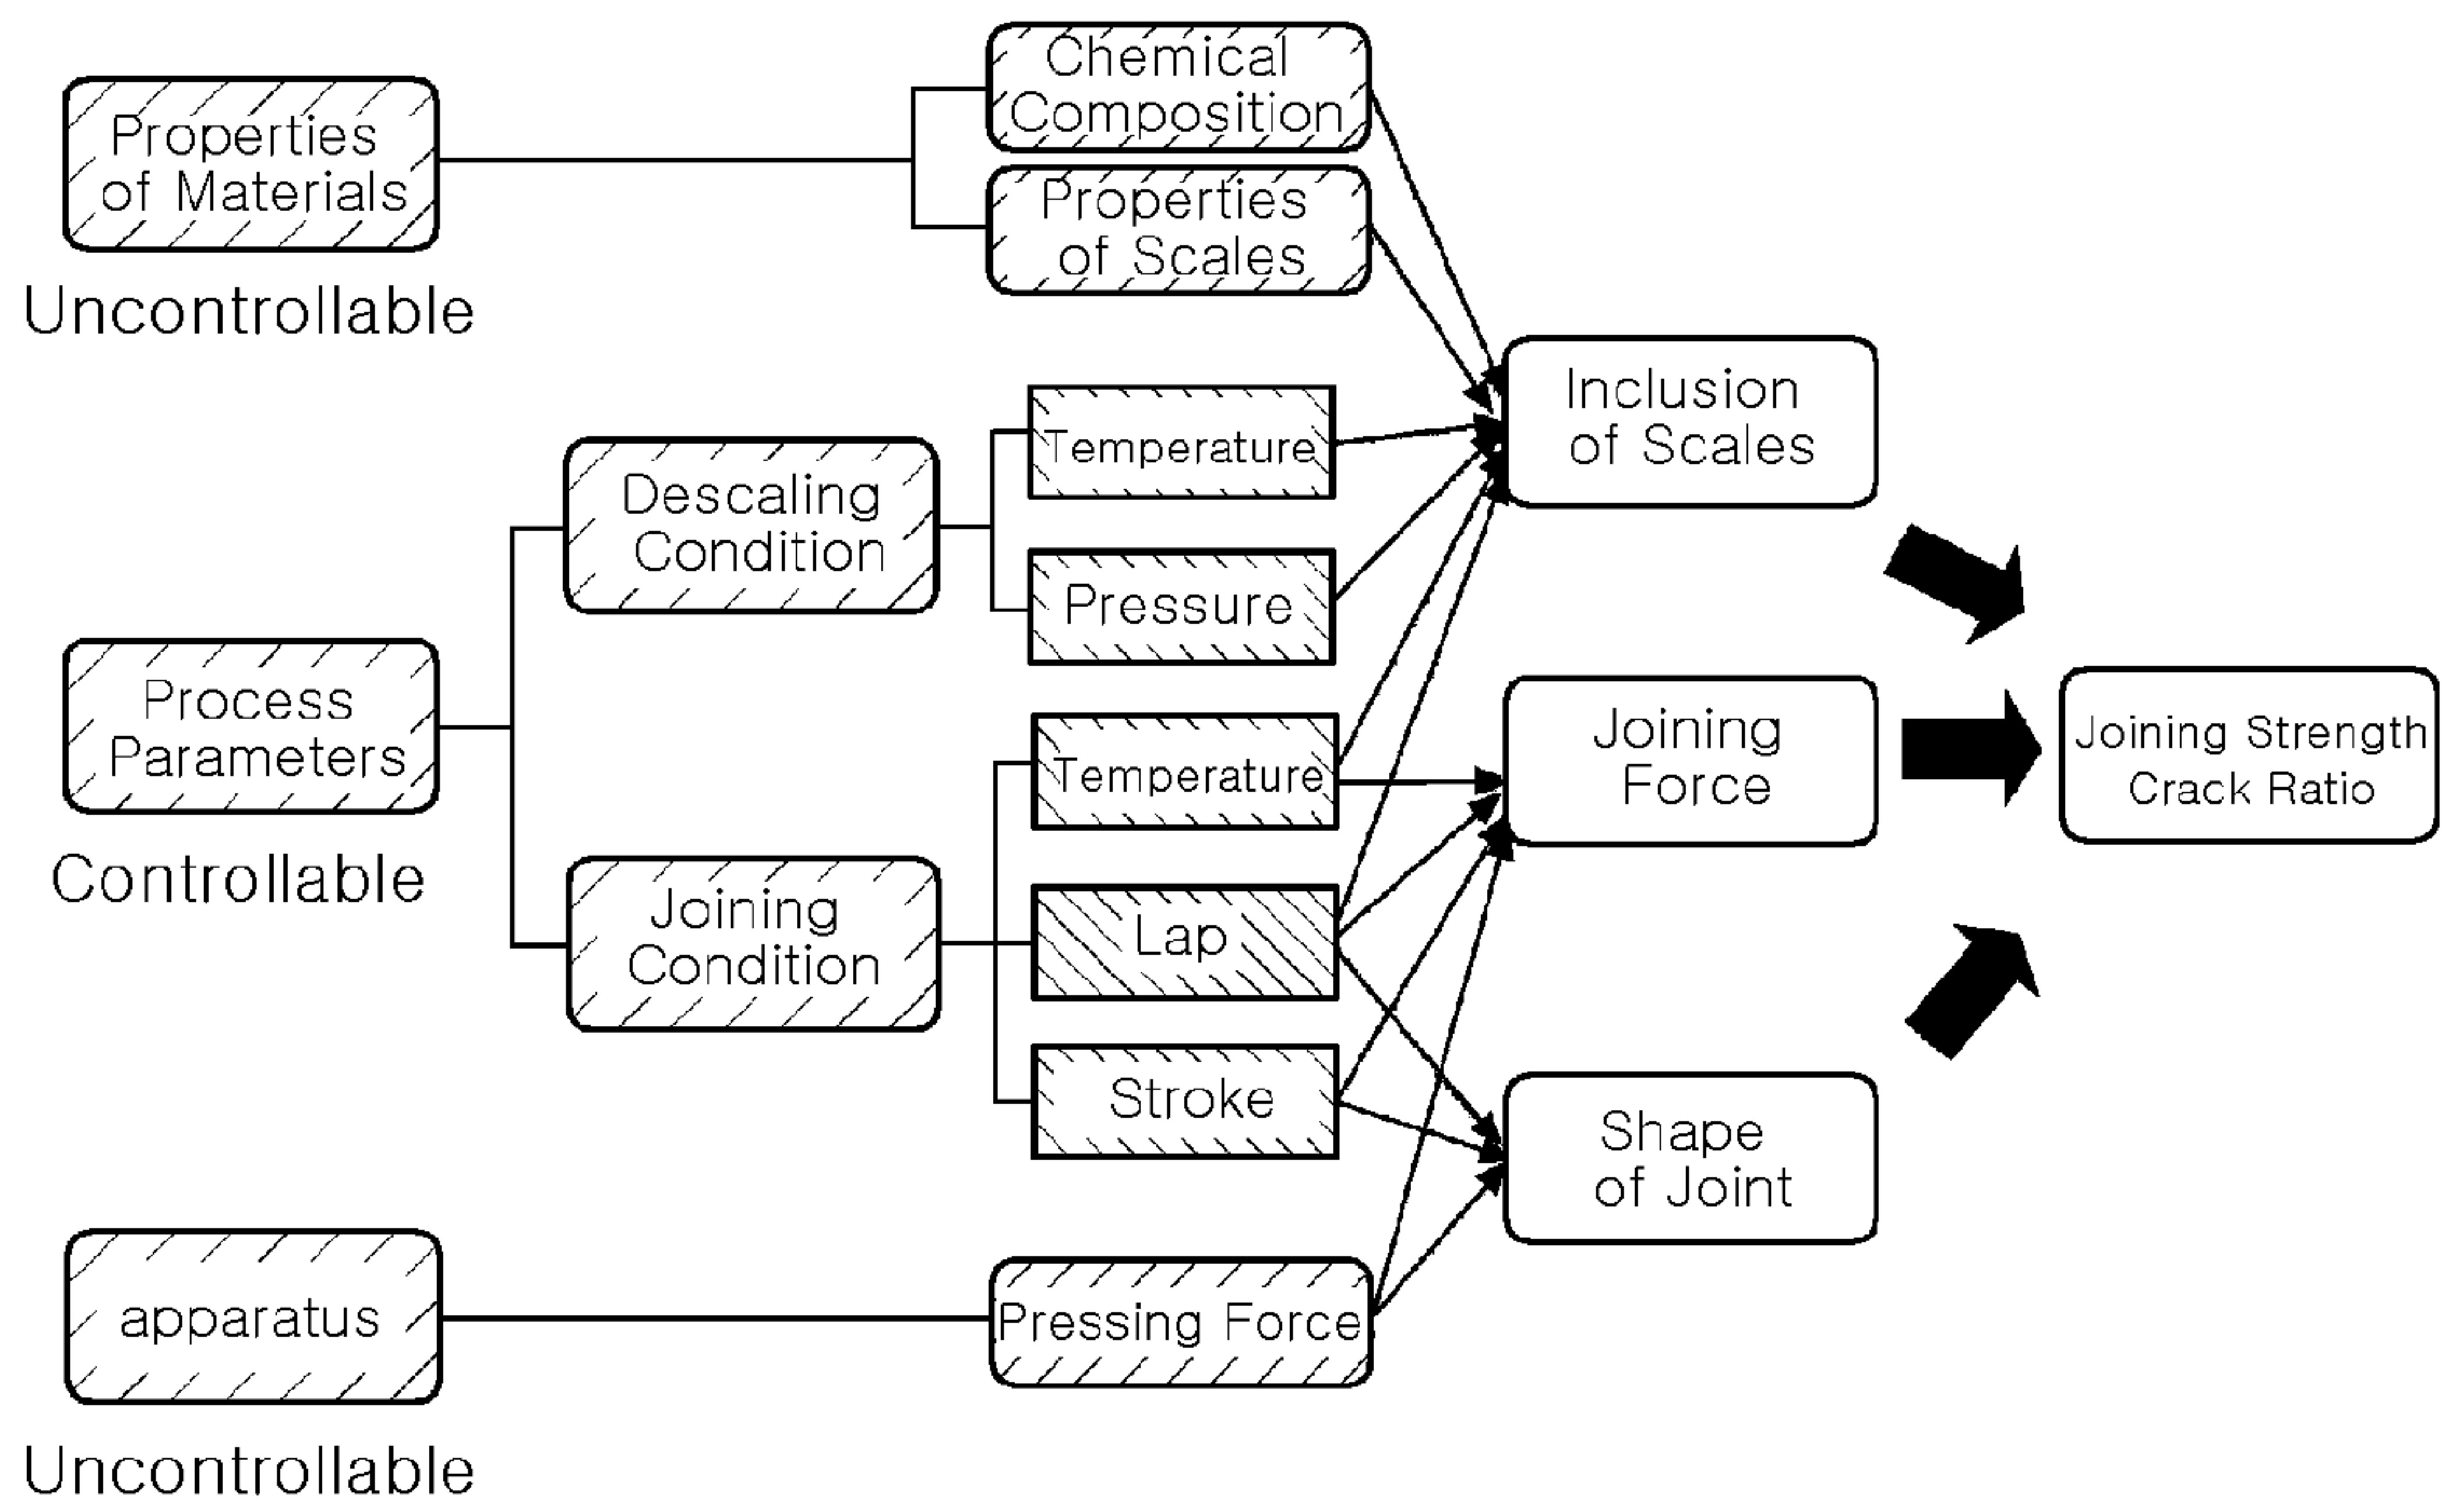 Properties
of Materials
Uncontrollable
Chemical
Composition
Properties
of Scales
Process
Parameters
Controllable
Descaling
Condition
Temperature
Pressure
Joining
Condition
Temperature
Lap
Stroke
apparatus
Uncontrollable
Pressing Force
Inclusion
of Scales
Joining
Force
Shape
of Joint
Joining Strength
Crack Ratio